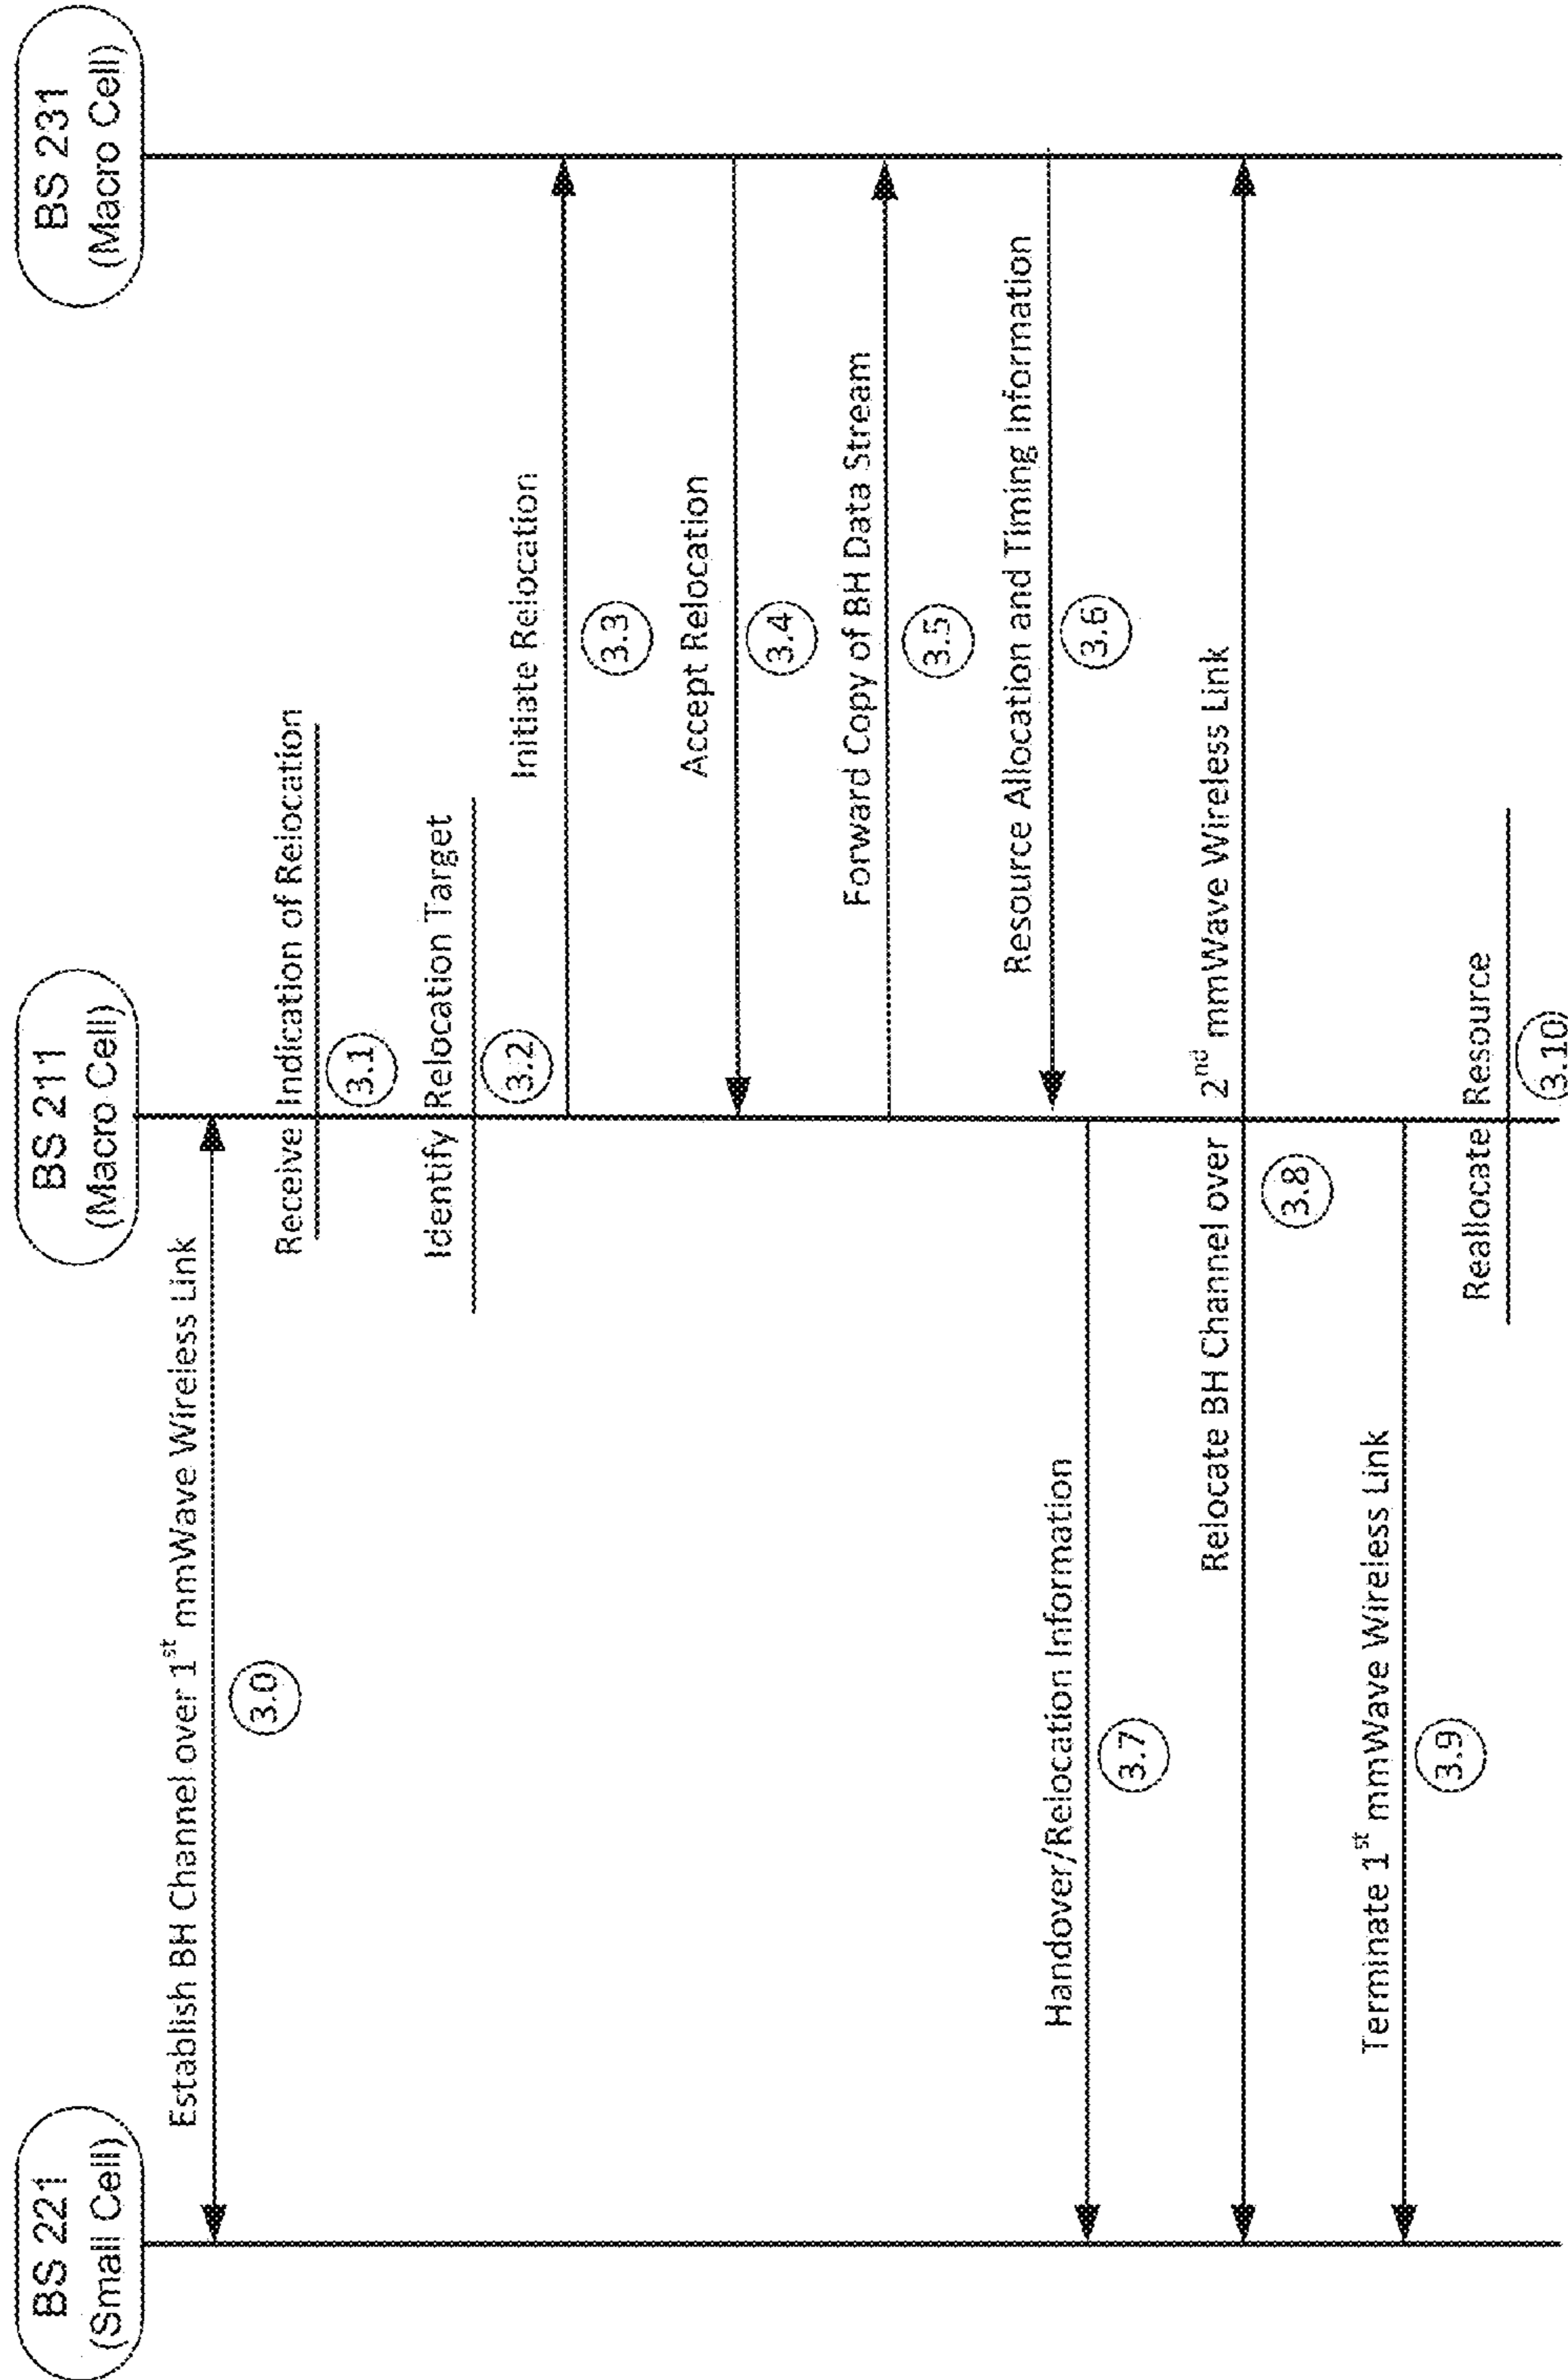 BS 221
(Small Cell)
BS 211
(Macro Cell)
BS 231
(Macro Cell)
Establish BH Channel over 1st mmWave Wireless Link
3.0
Receive Indication of Relocation
3.1
Identify Relocation Target
3.2
Initiate Relocation
3.3
Accept Relocation
3.4
Forward Copy of BH Data Stream
3.5
Resource Allocation and Timing Information
3.6
Handover/Relocation Information
3.7
Relocate BH Channel over 2nd mmWave Wireless Link
3.8
Terminate 1st mmWave Wireless Link
3.9
Reallocate Resource
3.10